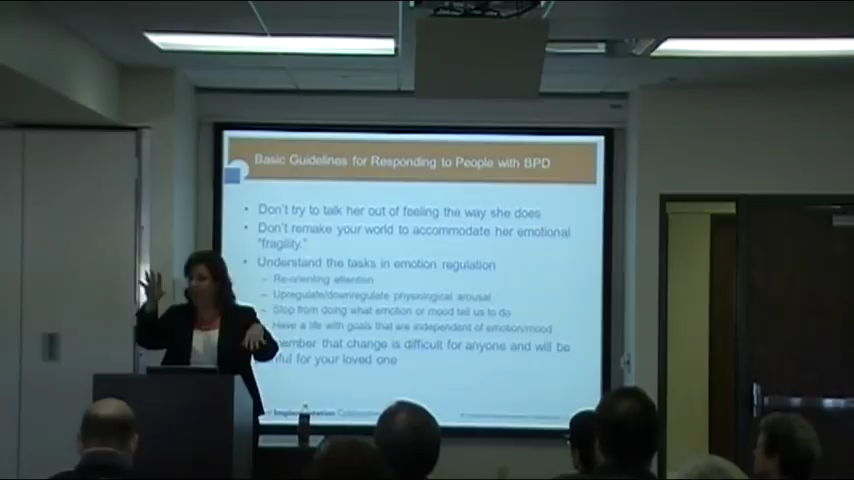 Basic Guidelines for Responding to People with BPD
• Don't try to talk her out of feeling the way she does
• Don't remake your world to accommodate her emotional
"fragility."
• Understand the tasks in emotion regulation
– Re-orienting attention
– Upregulate/downregulate physiological arousal
– Stop from doing what emotion or mood tell us to do
Have a life with goals that are independent of emotion/mood
that change is difficult for anyone and will be
for your loved one
Implementation